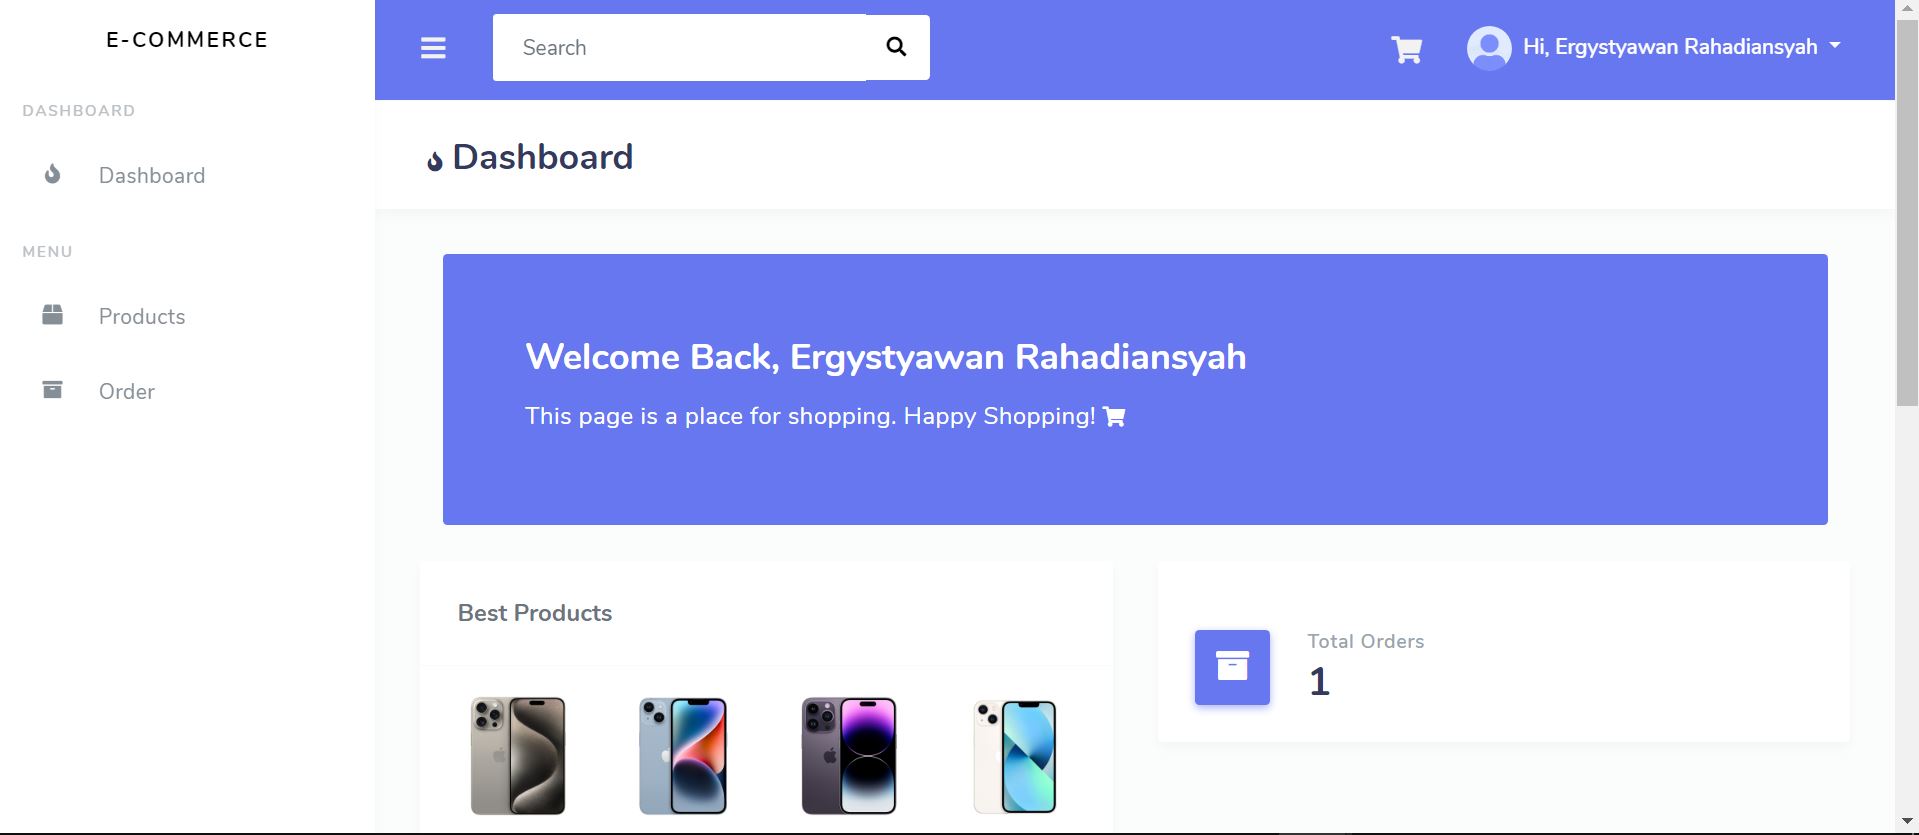 E-COMMERCE
DASHBOARD
Dashboard
MENU
Products
Order
Search
Hi, Ergystyawan Rahadiansyah
Dashboard
Welcome Back, Ergystyawan Rahadiansyah
This page is a place for shopping. Happy Shopping!
Best Products
Total Orders
1